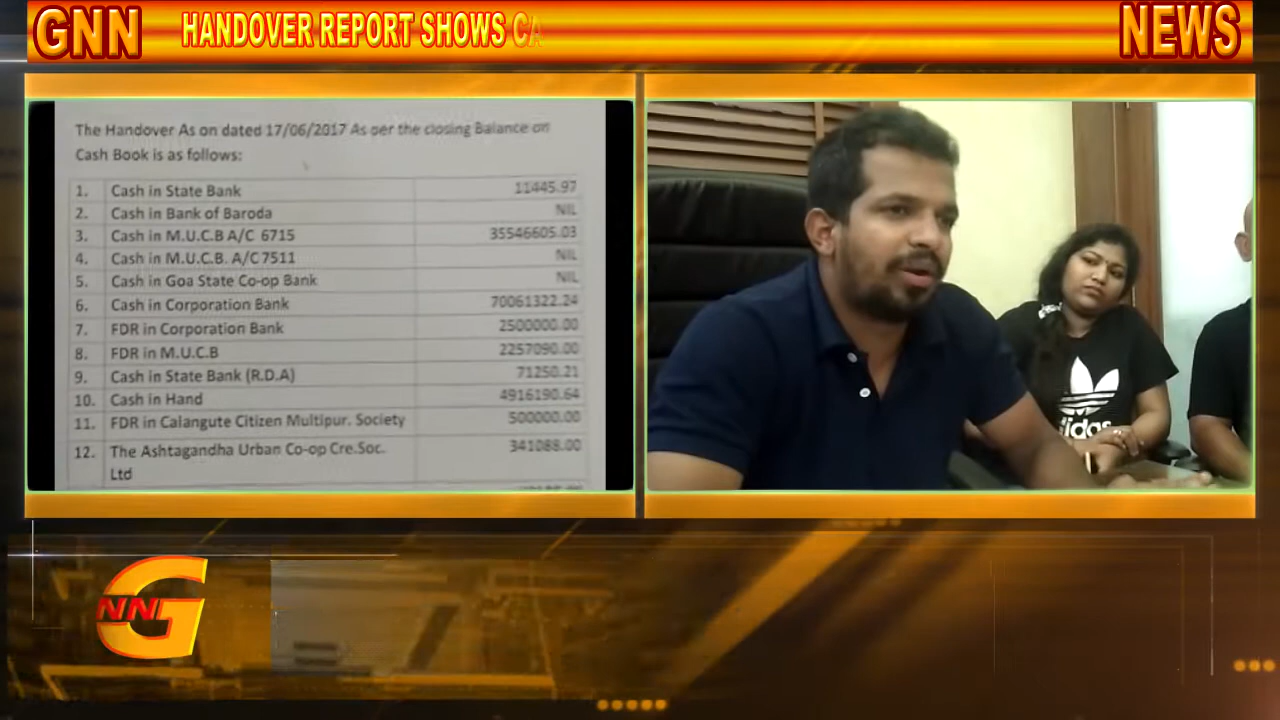 GNN
HANDOVER REPORT SHOWS CA
NEWS
The Handover As on dated 17/06/2017 As per the closing Balance on
Cash Book is as follows:
1. Cash in State Bank 11445.97
2. Cash in Bank of Baroda NIL
3. Cash in M.U.C.B A/C 6715 35546605.03
4. Cash in M.U.C.B. A/C 7511 NIL
5. Cash in Goa State Co-op Bank NIL
6. Cash in Corporation Bank 70061322.24
7. FDR in Corporation Bank 2500000.00
8. FDR in M.U.C.B 2257090.00
9. Cash in State Bank (R.D.A) 71250.21
10. Cash in Hand 4916190.64
11. FDR in Calangute Citizen Multipur. Society 500000.00
12. The Ashtagandha Urban Co-op Cre.Soc. 341088.00
Ltd
adidas
NNG